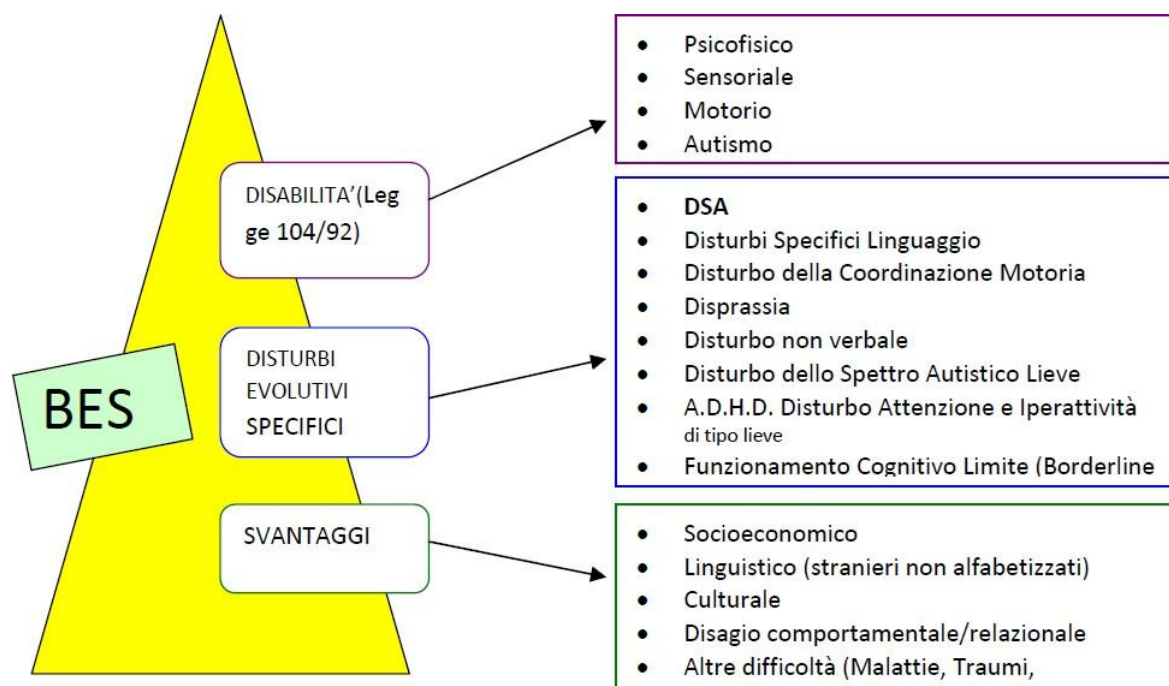 BES
DISABILITA’(Leg
ge 104/92)
• Psicofisico
• Sensoriale
• Motorio
• Autismo
DISTURBI
EVOLUTIVI
SPECIFICI
• DSA
• Disturbi Specifici Linguaggio
• Disturbo della Coordinazione Motoria
• Disprassia
• Disturbo non verbale
• Disturbo dello Spettro Autistico Lieve
• A.D.H.D. Disturbo Attenzione e Iperattività
di tipo lieve
• Funzionamento Cognitivo Limite (Borderline
SVANTAGGI
• Socioeconomico
• Linguistico (stranieri non alfabetizzati)
• Culturale
• Disagio comportamentale/relazionale
• Altre difficoltà (Malattie, Traumi,